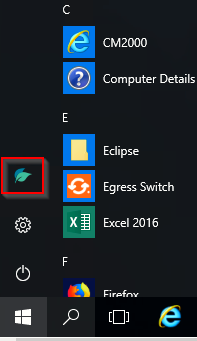 C
CM2000
Computer Details
E
Eclipse
Egress Switch
Excel 2016
F
Firefox